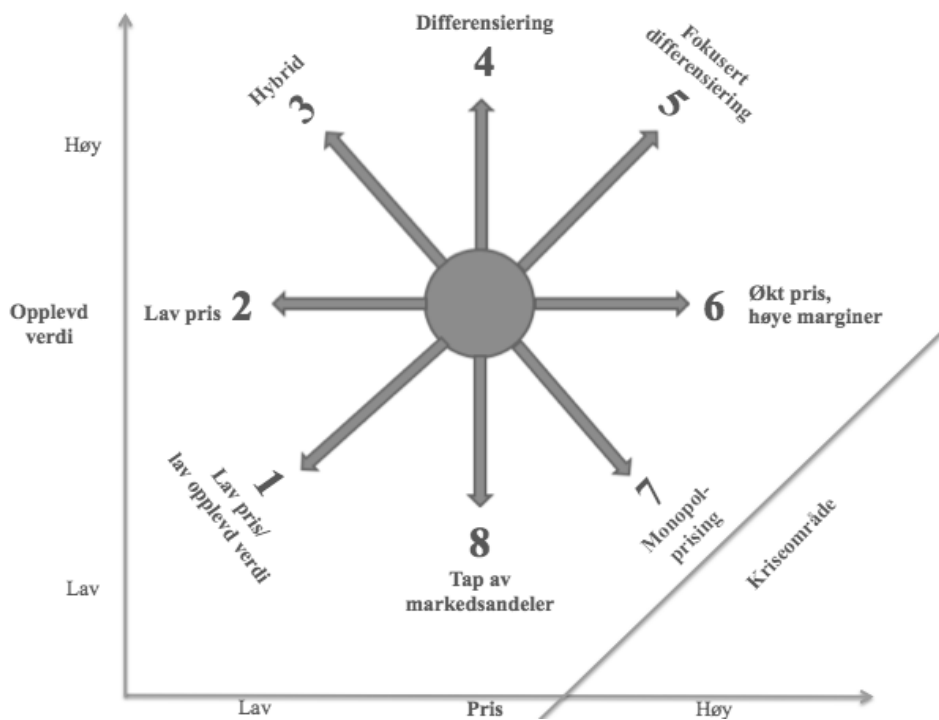 Differensiering
4
Hybrid
3
Fokusert
differensiering
5
Høy
Opplevd
verdi
Lav pris 2
6 Økt pris,
høye marginer
1
Lav pris/
lav opplevd verdi
8
Tap av
markedsandeler
7
Monopol-
prising
Kriseområde
Lav
Lav
Pris
Høy